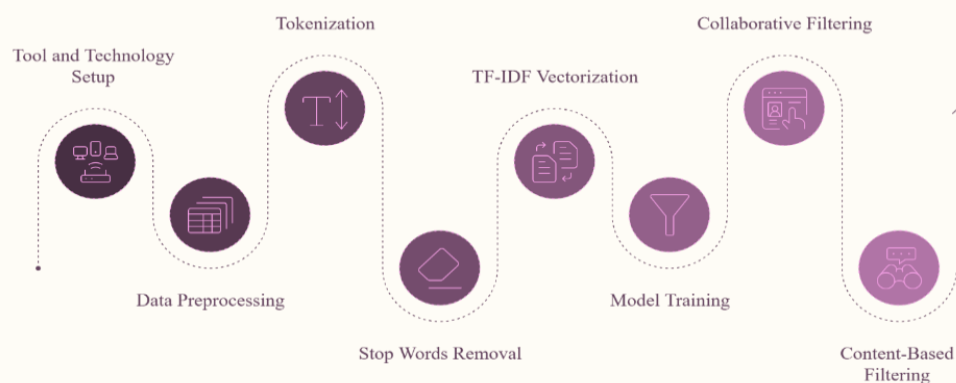 Tool and Technology
Setup
Data Preprocessing
Tokenization
Stop Words Removal
TF-IDF Vectorization
Model Training
Collaborative Filtering
Content-Based
Filtering